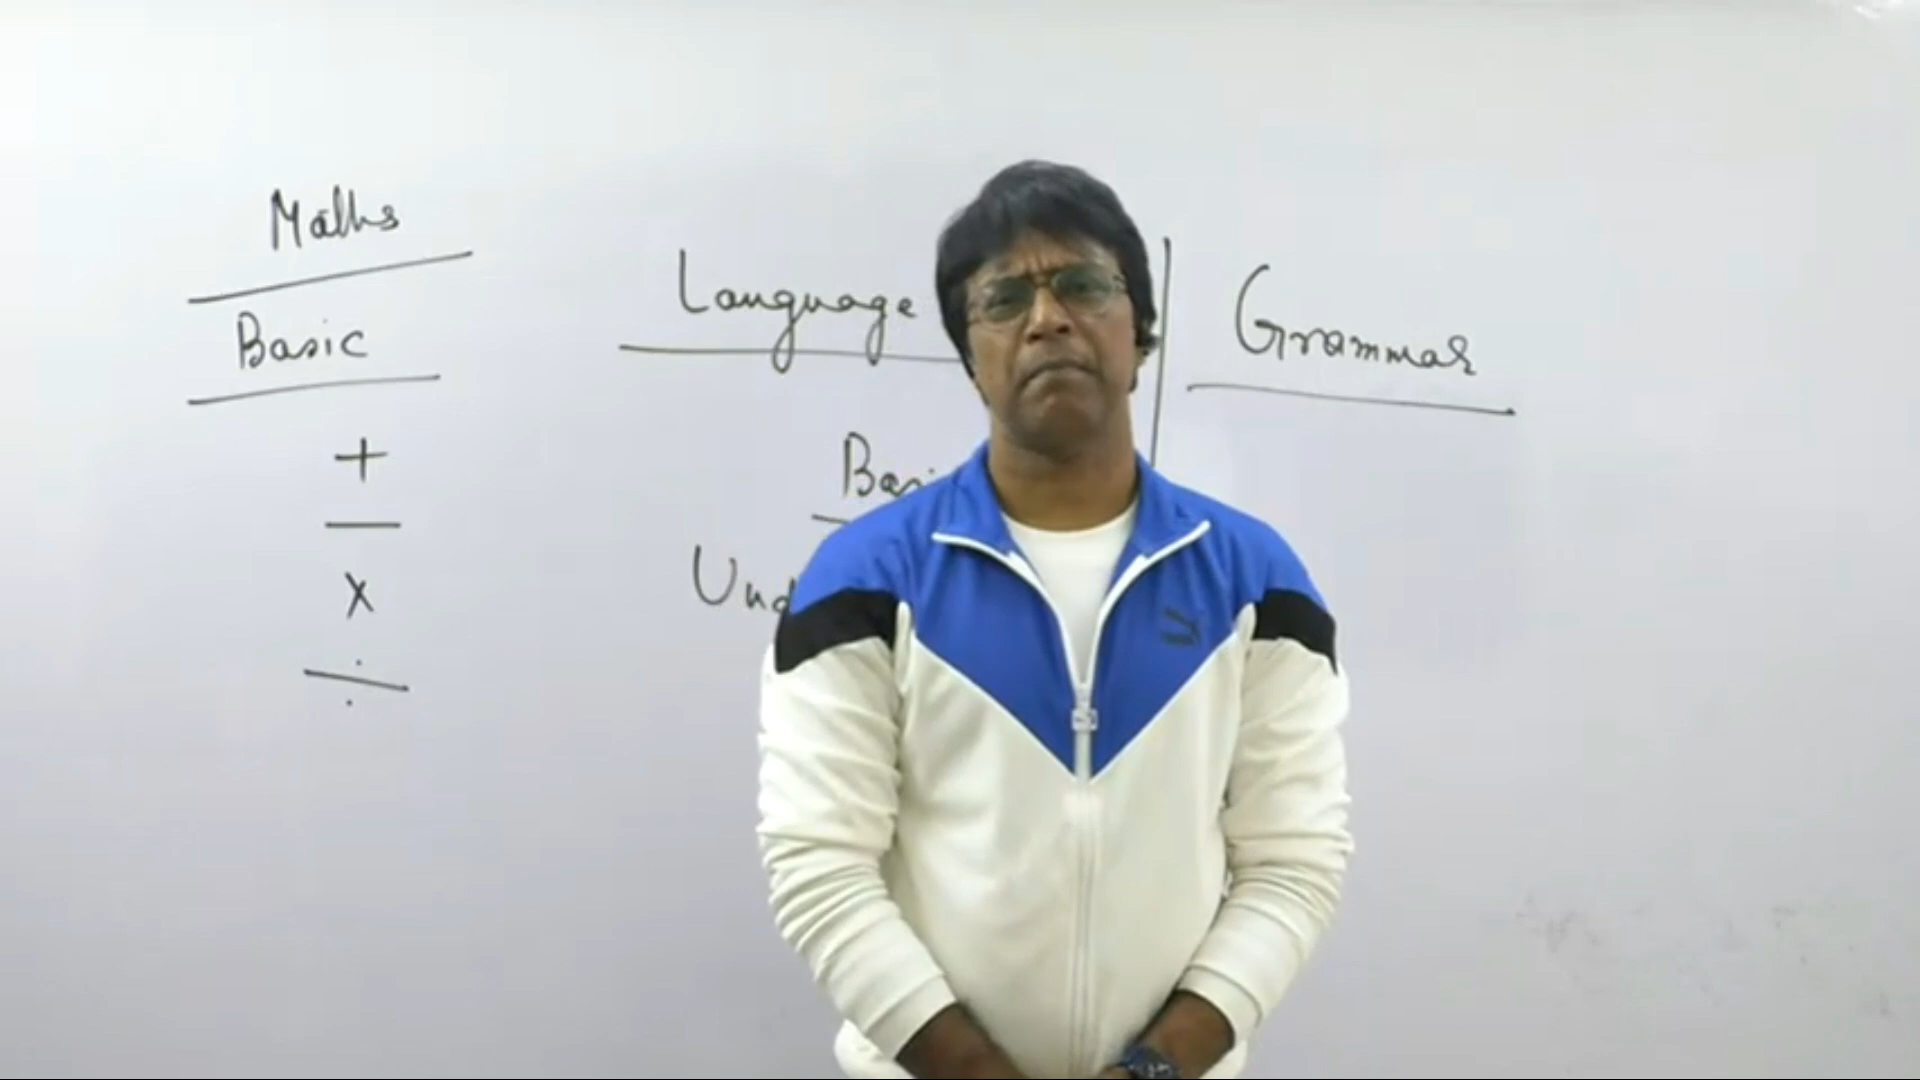 Maths
Basic
+
−
×
÷
Language
Grammar